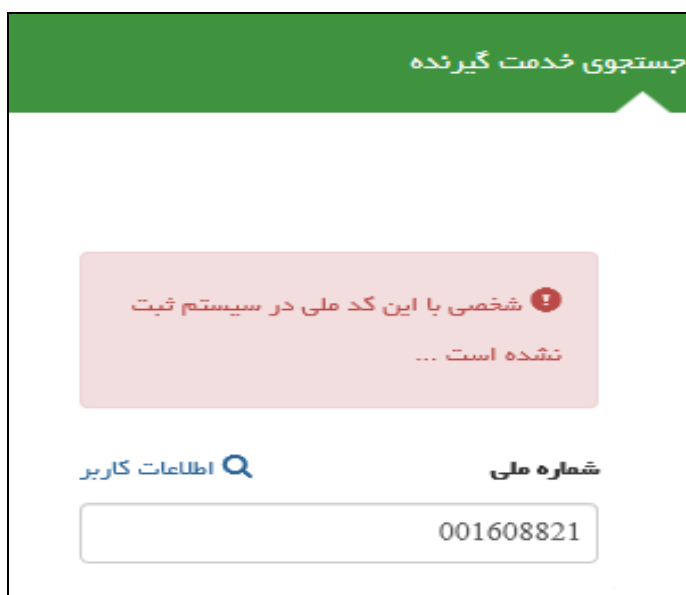 جستجوی خدمت گیرنده
شخصی با این کد ملی در سیستم ثبت
نشده است ...
شماره ملی اطلاعات کاربر
001608821